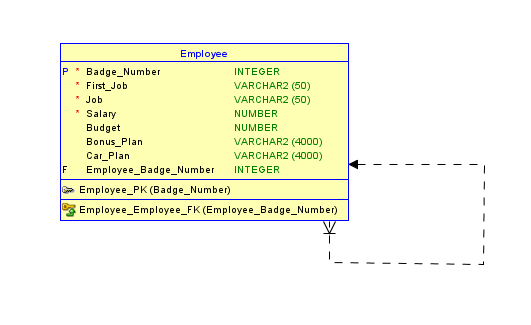 Employee
P * Badge_Number INTEGER
* First_Job VARCHAR2 (50)
* Job VARCHAR2 (50)
* Salary NUMBER
Budget NUMBER
Bonus_Plan VARCHAR2 (4000)
Car_Plan VARCHAR2 (4000)
F Employee_Badge_Number INTEGER
Employee_PK (Badge_Number)
Employee_Employee_FK (Employee_Badge_Number)